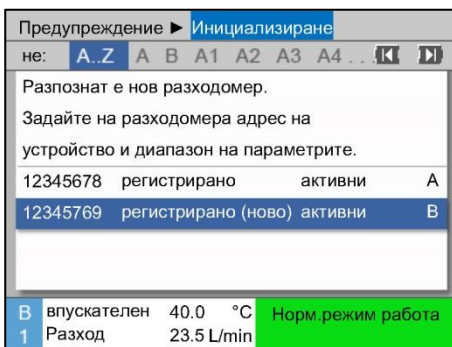 Предупреждение ► Инициализиране
не: A..Z A B A1 A2 A3 A4 . . .
Разпознат е нов разходомер.
Задайте на разходомера адрес на
устройство и диапазон на параметрите.
12345678 регистрирано активни A
12345769 регистрирано (ново) активни B
B впускателен 40.0 °C Норм.режим работа
1 Разход 23.5 L/min